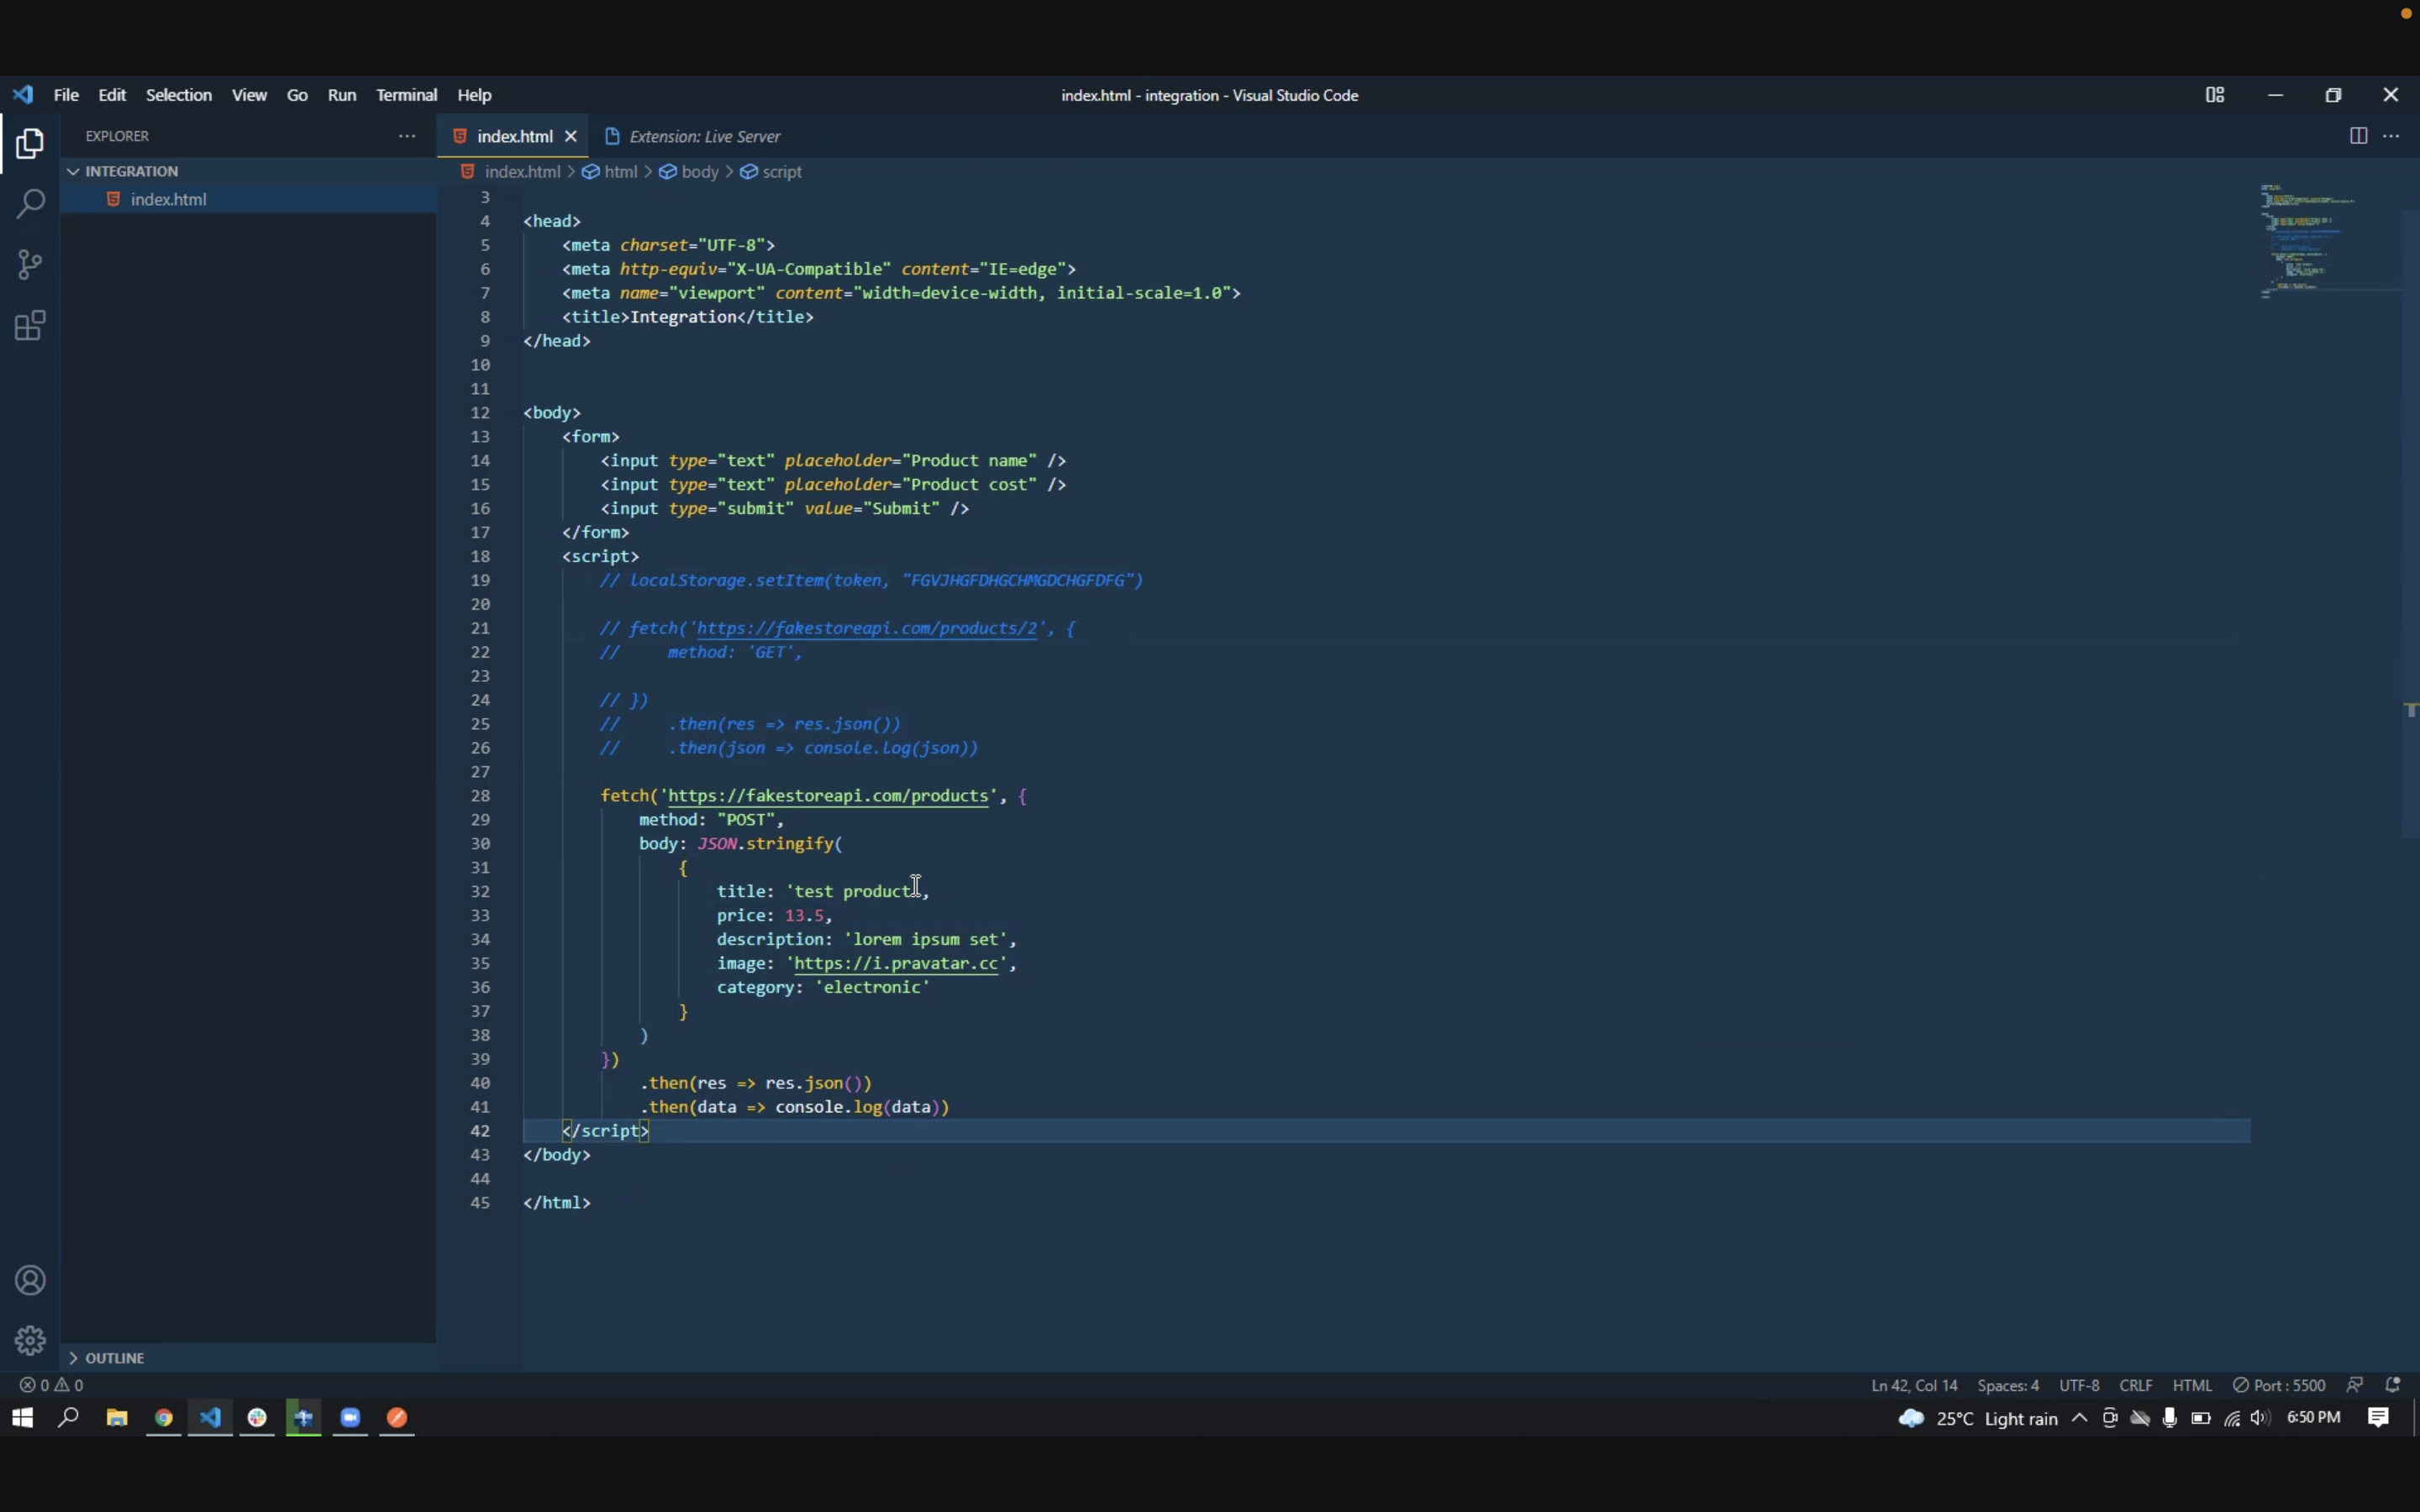 File Edit Selection View Go Run Terminal Help
index.html - integration - Visual Studio Code
EXPLORER
INTEGRATION
index.html
OUTLINE
index.html
Extension: Live Server
index.html > html > body > script
3
4 <head>
5 <meta charset="UTF-8">
6 <meta http-equiv="X-UA-Compatible" content="IE=edge">
7 <meta name="viewport" content="width=device-width, initial-scale=1.0">
8 <title>Integration</title>
9 </head>
10
11
12 <body>
13 <form>
14 <input type="text" placeholder="Product name" />
15 <input type="text" placeholder="Product cost" />
16 <input type="submit" value="Submit" />
17 </form>
18 <script>
19 // localStorage.setItem(token, "FGVJHGFDHGCHMGDCHGFDFG")
20
21 // fetch('https://fakestoreapi.com/products/2', {
22 // method: 'GET',
23
24 // })
25 // .then(res => res.json())
26 // .then(json => console.log(json))
27
28 fetch('https://fakestoreapi.com/products', {
29 method: "POST",
30 body: JSON.stringify(
31 {
32 title: 'test product',
33 price: 13.5,
34 description: 'lorem ipsum set',
35 image: 'https://i.pravatar.cc',
36 category: 'electronic'
37 }
38 )
39 })
40 .then(res => res.json())
41 .then(data => console.log(data))
42 </script>
43 </body>
44
45 </html>
0 0
Ln 42, Col 14 Spaces: 4 UTF-8 CRLF HTML Port : 5500
25°C Light rain 6:50 PM